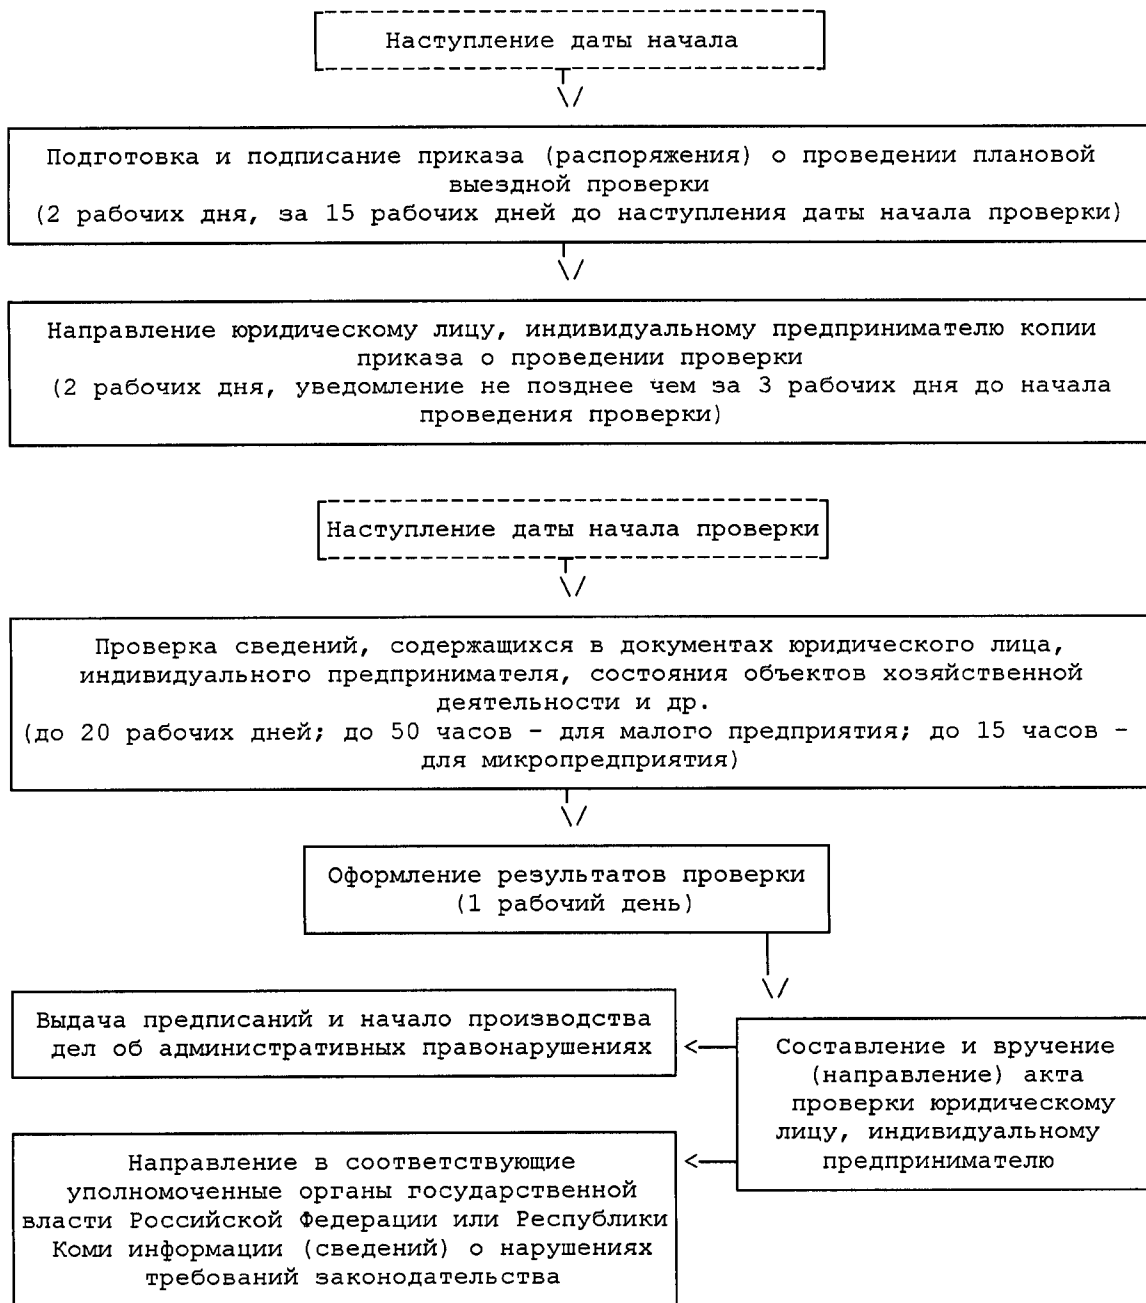 Наступление даты начала
Подготовка и подписание приказа (распоряжения) о проведении плановой
выездной проверки
(2 рабочих дня, за 15 рабочих дней до наступления даты начала проверки)
Направление юридическому лицу, индивидуальному предпринимателю копии
приказа о проведении проверки
(2 рабочих дня, уведомление не позднее чем за 3 рабочих дня до начала
проведения проверки)
Наступление даты начала проверки
Проверка сведений, содержащихся в документах юридического лица,
индивидуального предпринимателя, состояния объектов хозяйственной
деятельности и др.
(до 20 рабочих дней; до 50 часов - для малого предприятия; до 15 часов -
для микропредприятия)
Оформление результатов проверки
(1 рабочий день)
Выдача предписаний и начало производства
дел об административных правонарушениях
Составление и вручение
(направление) акта
проверки юридическому
лицу, индивидуальному
предпринимателю
Направление в соответствующие
уполномоченные органы государственной
власти Российской Федерации или Республики
Коми информации (сведений) о нарушениях
требований законодательства